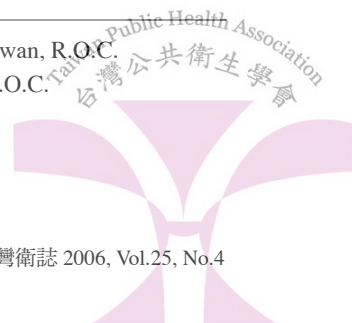 wan, R.O.C.
.O.C.
Taiwan Public Health Association
台灣公共衛生學會
灣衛誌 2006, Vol.25, No.4